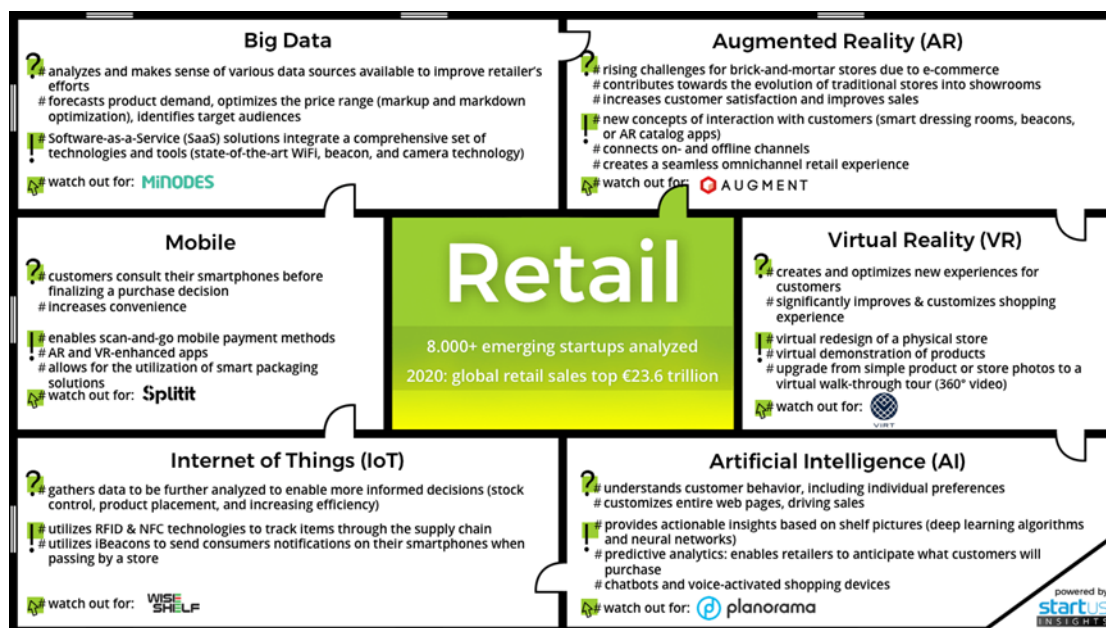 Big Data
# analyzes and makes sense of various data sources available to improve retailer's
efforts
# forecasts product demand, optimizes the price range (markup and markdown
optimization), identifies target audiences
# Software-as-a-Service (SaaS) solutions integrate a comprehensive set of
technologies and tools (state-of-the-art WiFi, beacon, and camera technology)
# watch out for: MiNODES
Augmented Reality (AR)
# rising challenges for brick-and-mortar stores due to e-commerce
# contributes towards the evolution of traditional stores into showrooms
# increases customer satisfaction and improves sales
# new concepts of interaction with customers (smart dressing rooms, beacons,
or AR catalog apps)
# connects on- and offline channels
# creates a seamless omnichannel retail experience
# watch out for: AUGMENT
Mobile
# customers consult their smartphones before
finalizing a purchase decision
# increases convenience
# enables scan-and-go mobile payment methods
# AR and VR-enhanced apps
# allows for the utilization of smart packaging
solutions
# watch out for: Splitit
Retail
8.000+ emerging startups analyzed
2020: global retail sales top €23.6 trillion
Virtual Reality (VR)
# creates and optimizes new experiences for
customers
# significantly improves & customizes shopping
experience
# virtual redesign of a physical store
# virtual demonstration of products
# upgrade from simple product or store photos to a
virtual walk-through tour (360° video)
# watch out for:
VIRT
Internet of Things (IoT)
# gathers data to be further analyzed to enable more informed decisions (stock
control, product placement, and increasing efficiency)
# utilizes RFID & NFC technologies to track items through the supply chain
# utilizes iBeacons to send consumers notifications on their smartphones when
passing by a store
# watch out for: WISE
SHELF
Artificial Intelligence (AI)
# understands customer behavior, including individual preferences
# customizes entire web pages, driving sales
# provides actionable insights based on shelf pictures (deep learning algorithms
and neural networks)
# predictive analytics: enables retailers to anticipate what customers will
purchase
# chatbots and voice-activated shopping devices
# watch out for: planorama
powered by
startus
INSIGHTS